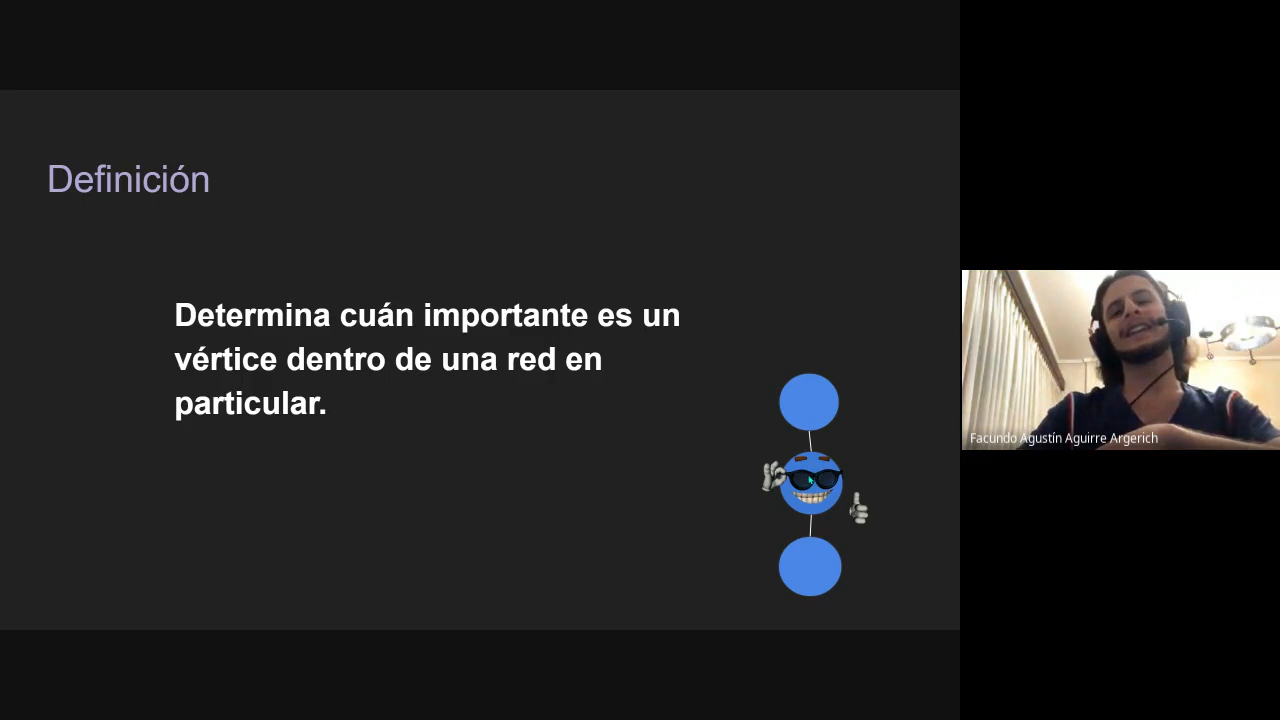 Definición
Determina cuán importante es un
vértice dentro de una red en
particular.
Facundo Agustín Aguirre Argerich